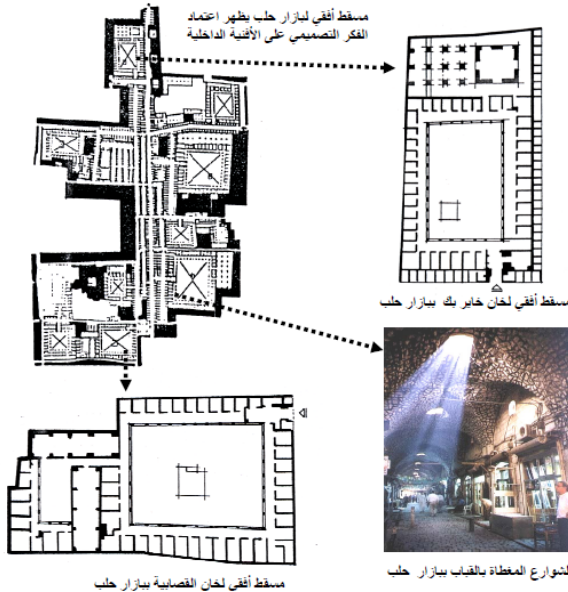 مسقط أفقي لبازار حلب يظهر اعتماد
الفكر التصميمي على الأفنية الداخلية
مسقط أفقي لخان خاير بك ببازار حلب
مسقط أفقي لخان القصابية ببازار حلب
لشوارع المغطاة بالقباب ببازار حلب